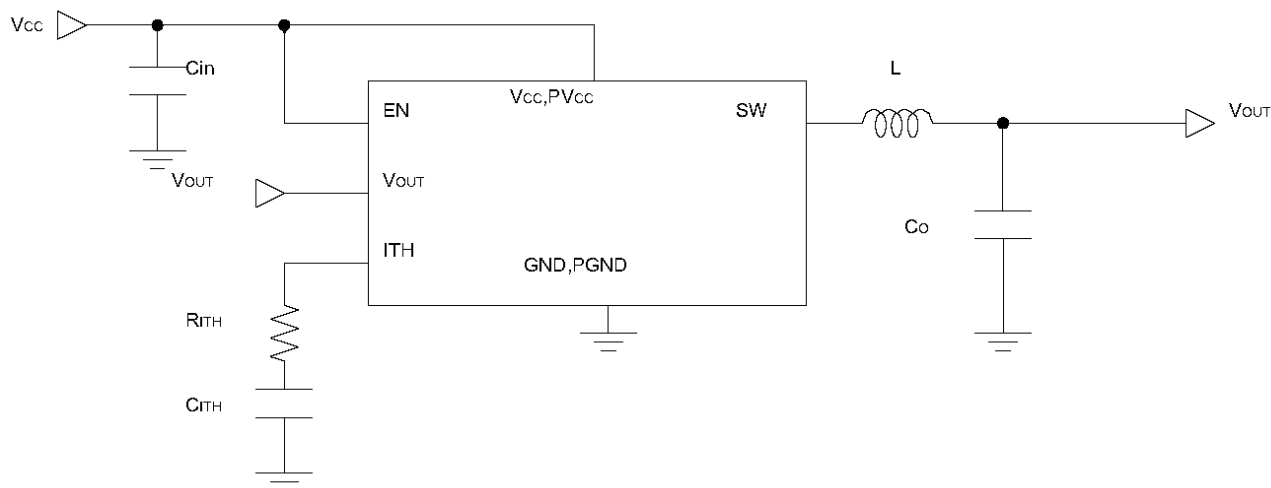 VCC
Cin
L
VCC,PVCC
EN
SW
VOUT
VOUT
VOUT
CO
ITH
GND,PGND
RITH
CITH